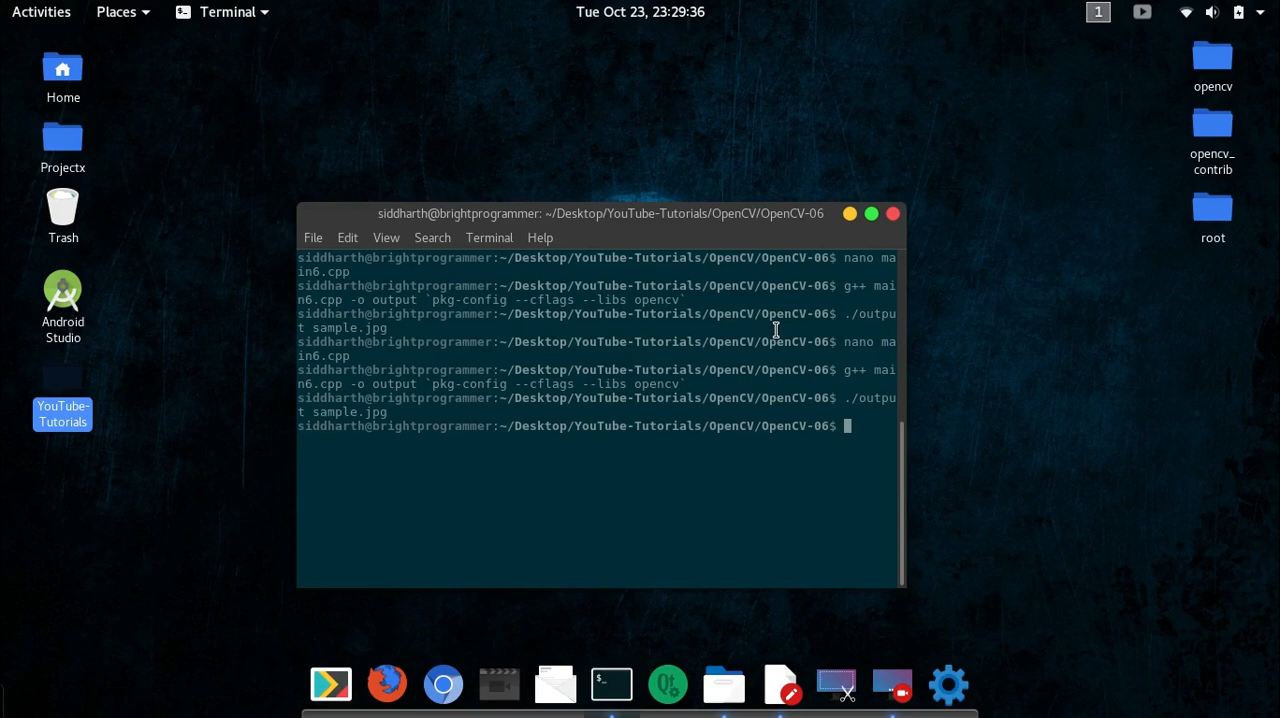 Activities Places Terminal Tue Oct 23, 23:29:36 1
Home
Projectx
Trash
Android
Studio
YouTube-
Tutorials
opencv
opencv_
contrib
root
siddharth@brightprogrammer: ~/Desktop/YouTube-Tutorials/OpenCV/OpenCV-06
File Edit View Search Terminal Help
siddharth@brightprogrammer:~/Desktop/YouTube-Tutorials/OpenCV/OpenCV-06$ nano ma
in6.cpp
siddharth@brightprogrammer:~/Desktop/YouTube-Tutorials/OpenCV/OpenCV-06$ g++ mai
n6.cpp -o output `pkg-config --cflags --libs opencv`
siddharth@brightprogrammer:~/Desktop/YouTube-Tutorials/OpenCV/OpenCV-06$ ./outpu
t sample.jpg
siddharth@brightprogrammer:~/Desktop/YouTube-Tutorials/OpenCV/OpenCV-06$ nano ma
in6.cpp
siddharth@brightprogrammer:~/Desktop/YouTube-Tutorials/OpenCV/OpenCV-06$ g++ mai
n6.cpp -o output `pkg-config --cflags --libs opencv`
siddharth@brightprogrammer:~/Desktop/YouTube-Tutorials/OpenCV/OpenCV-06$ ./outpu
t sample.jpg
siddharth@brightprogrammer:~/Desktop/YouTube-Tutorials/OpenCV/OpenCV-06$
$_
Qt